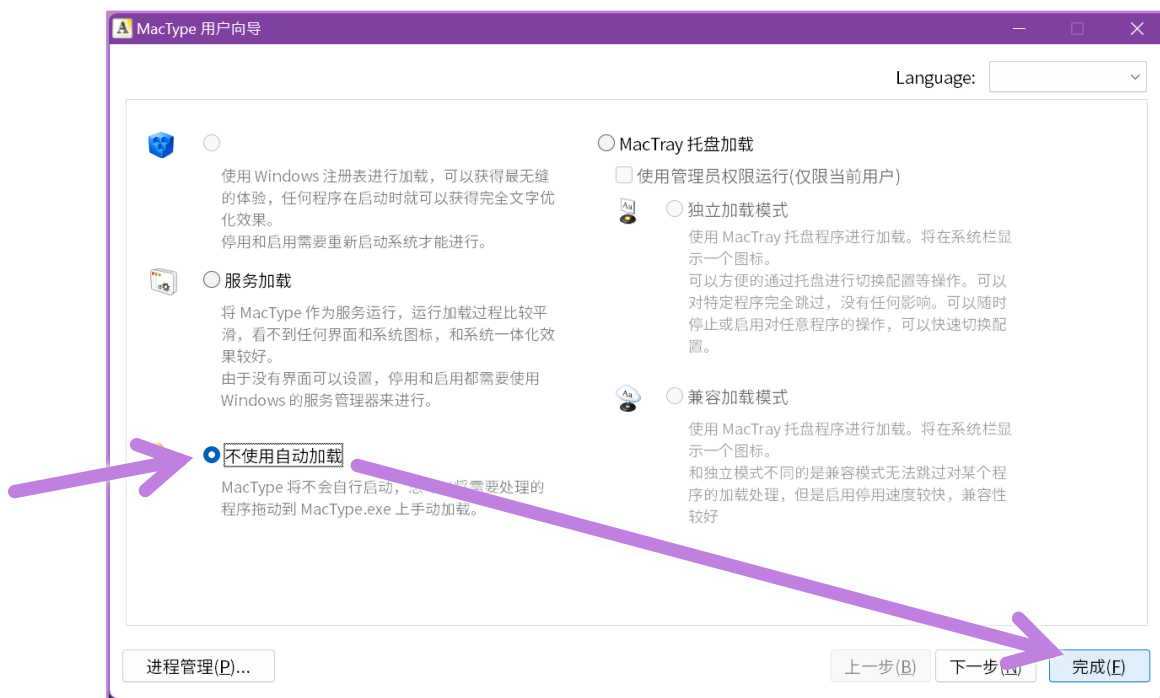 MacType 用户向导
Language:
使用 Windows 注册表进行加载，可以获得最无缝
的体验，任何程序在启动时就可以获得完全文字优
化效果。
停用和启用需要重新启动系统才能进行。
服务加载
将 MacType 作为服务运行，运行加载过程比较平
滑，看不到任何界面和系统图标，和系统一体化效
果较好。
由于没有界面可以设置，停用和启用都需要使用
Windows 的服务管理器来进行。
不使用自动加载
MacType 将不会自行启动，需要处理的
程序拖动到 MacType.exe 上手动加载。
MacTray 托盘加载
使用管理员权限运行(仅限当前用户)
独立加载模式
使用 MacTray 托盘程序进行加载。将在系统栏显
示一个图标。
可以方便的通过托盘进行切换配置等操作。可以
对特定程序完全跳过，没有任何影响。可以随时
停止或启用对任意程序的操作，可以快速切换配
置。
兼容加载模式
使用 MacTray 托盘程序进行加载。将在系统栏显
示一个图标。
和独立模式不同的是兼容模式无法跳过对某个程
序的加载处理，但是启用停用速度较快，兼容性
较好
进程管理(P)...
上一步(B)
下一步(N)
完成(F)